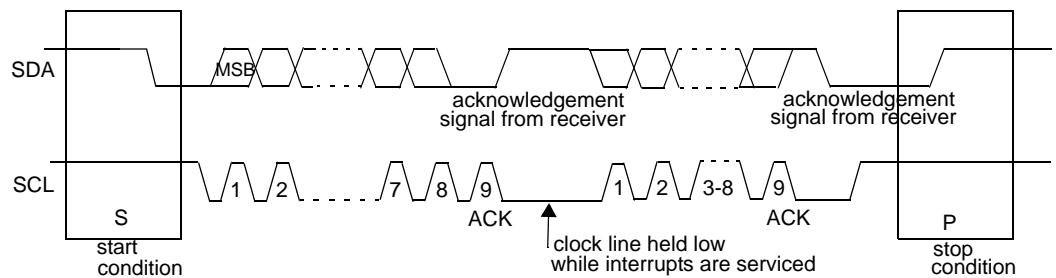 SDA
MSB
acknowledgement
signal from receiver
acknowledgement
signal from receiver
SCL
1 2 7 8 9 1 2 3-8 9
ACK
ACK
S
start
condition
clock line held low
while interrupts are serviced
P
stop
condition